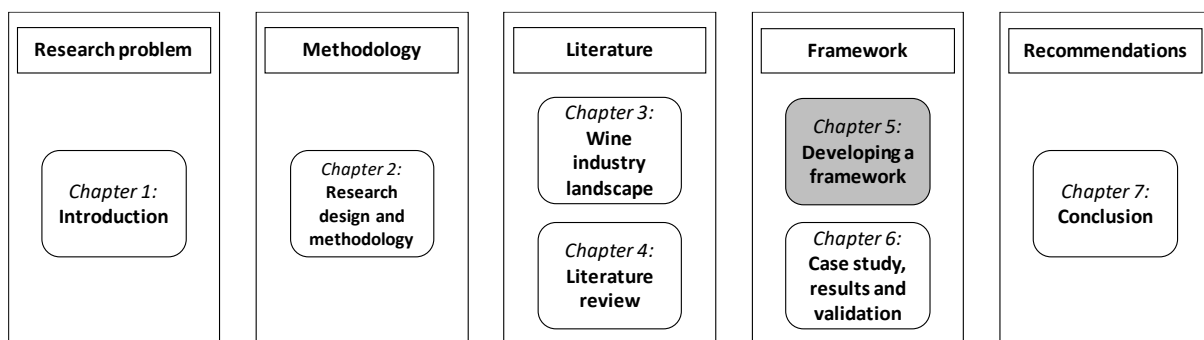 Research problem
Chapter 1:
Introduction
Methodology
Chapter 2:
Research
design and
methodology
Literature
Chapter 3:
Wine
industry
landscape
Chapter 4:
Literature
review
Framework
Chapter 5:
Developing a
framework
Chapter 6:
Case study,
results and
validation
Recommendations
Chapter 7:
Conclusion